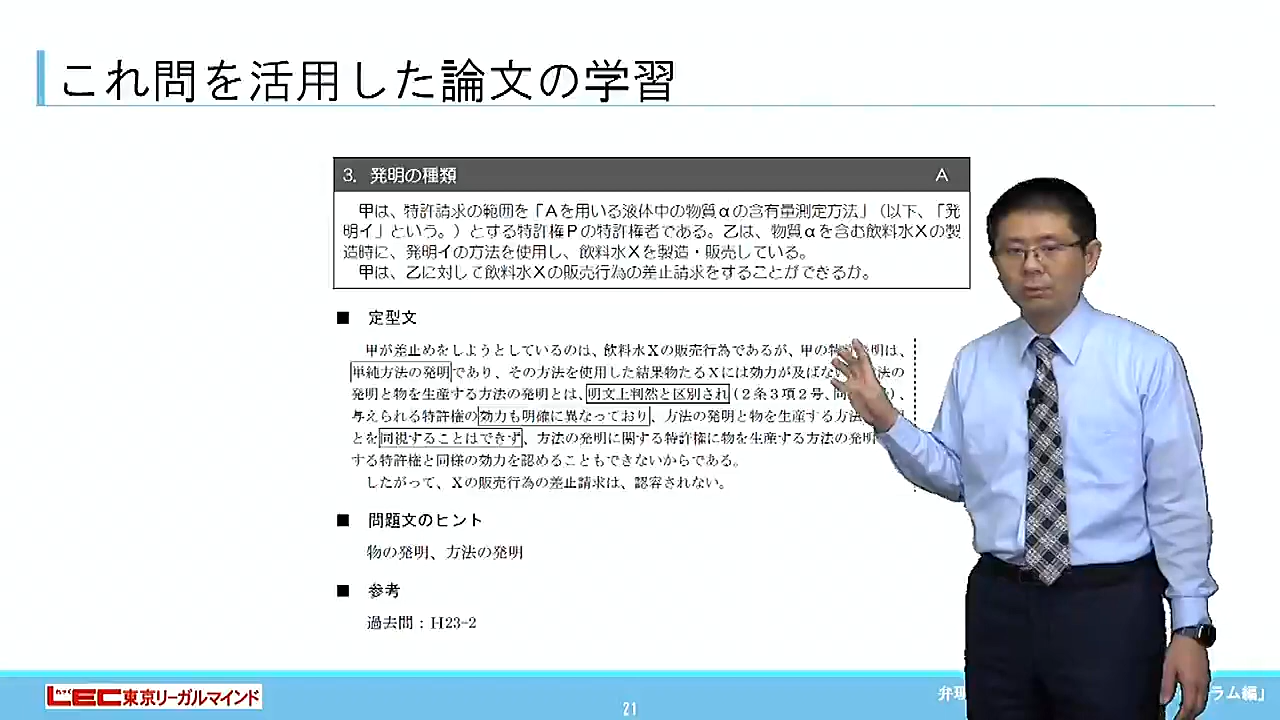 これ問を活用した論文の学習
3. 発明の種類 A
甲は、特許請求の範囲を「Aを用いる液体中の物質αの含有量測定方法」（以下、「発
明イ」という。）とする特許権Pの特許権者である。乙は、物質αを含む飲料水Xの製
造時に、発明イの方法を使用し、飲料水Xを製造・販売している。
甲は、乙に対して飲料水Xの販売行為の差止請求をすることができるか。
■ 定型文
甲が差止めをしようとしているのは、飲料水Xの販売行為であるが、甲の特許発明は、
単純方法の発明であり、その方法を使用した結果物たるXには効力が及ばない
発明と物を生産する方法の発明とは、明文上判然と区別され（2条3項2号、同
与えられる特許権の効力も明確に異なっており、方法の発明と物を生産する方法
とを同視することはできず、方法の発明に関する特許権に物を生産する方法の発明
する特許権と同様の効力を認めることもできないからである。
したがって、Xの販売行為の差止請求は、認容されない。
■ 問題文のヒント
物の発明、方法の発明
■ 参考
過去問：H23-2
LEC東京リーガルマインド
21
弁理
ラム編」